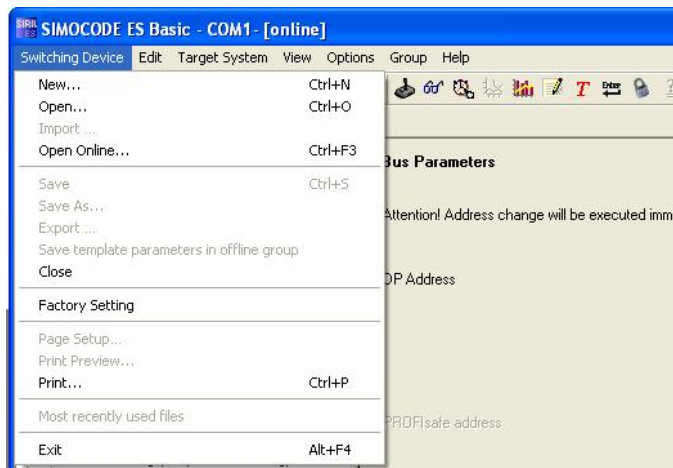 SIMOCODE ES Basic - COM1- [online]
Switching Device Edit Target System View Options Group Help
New... Ctrl+N
Open... Ctrl+O
Import ...
Open Online... Ctrl+F3
Save Ctrl+S
Save As...
Export ....
Save template parameters in offline group
Close
Factory Setting
Page Setup...
Print Preview...
Print... Ctrl+P
Most recently used files
Exit Alt+F4
Bus Parameters
Attention! Address change will be executed imm
DP Address
PROFIsafe address